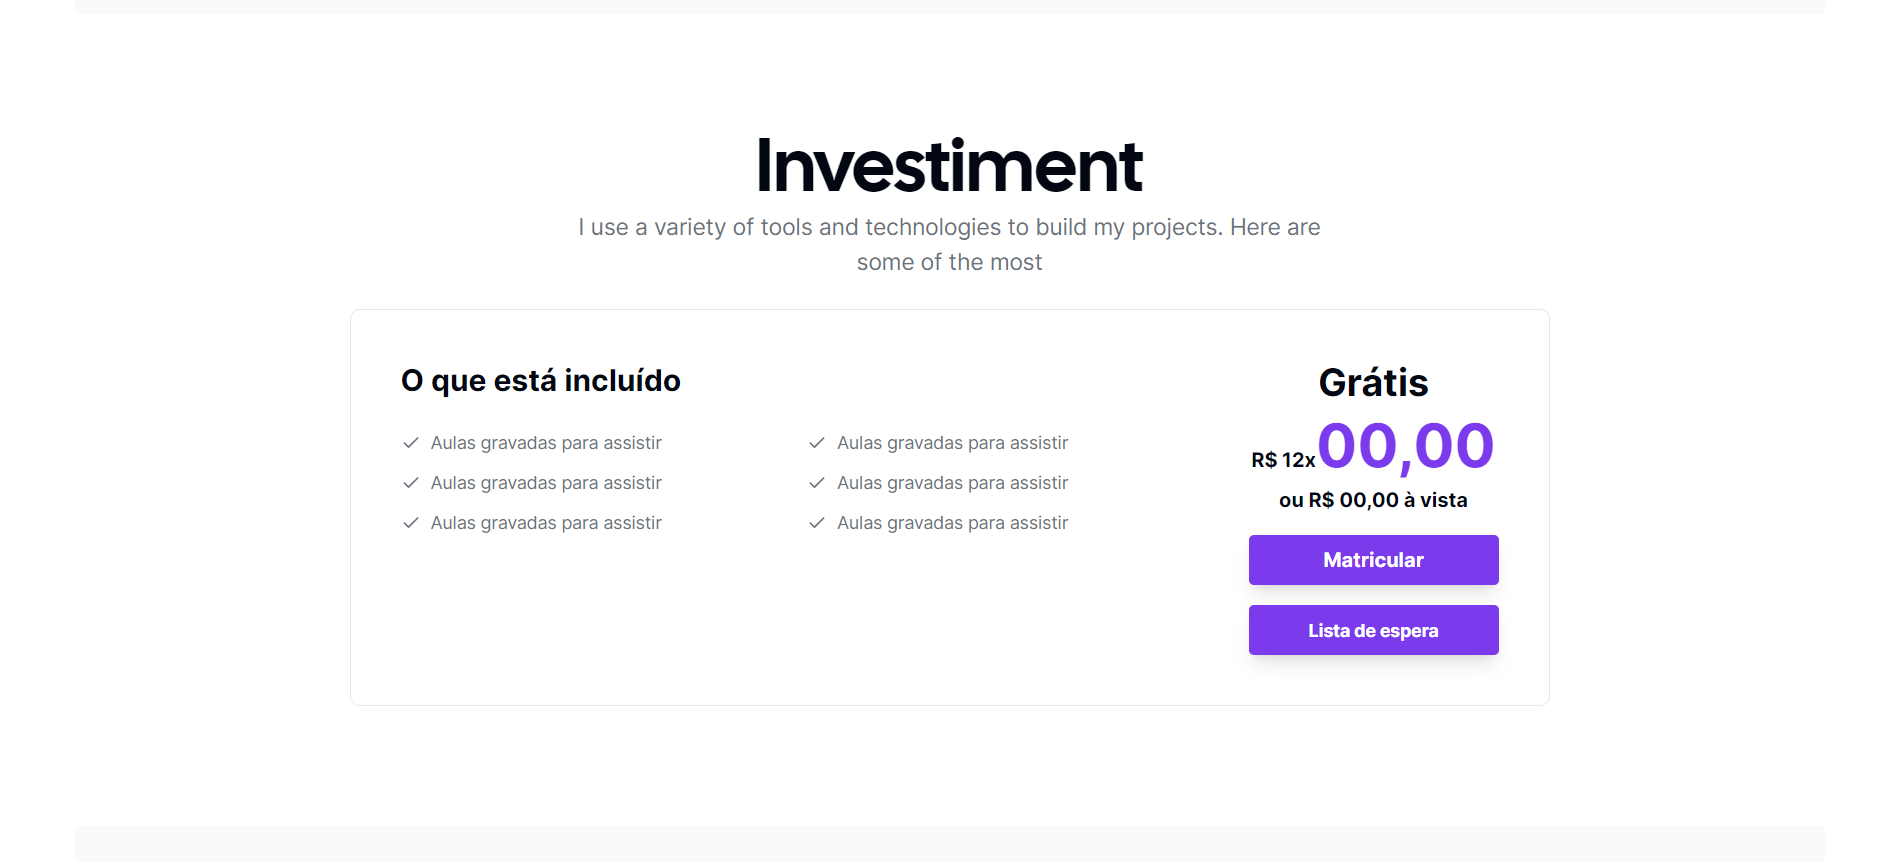 Investiment
I use a variety of tools and technologies to build my projects. Here are
some of the most
O que está incluído
Aulas gravadas para assistir
Aulas gravadas para assistir
Aulas gravadas para assistir
Aulas gravadas para assistir
Aulas gravadas para assistir
Aulas gravadas para assistir
Grátis
R$ 12x00,00
ou R$ 00,00 à vista
Matricular
Lista de espera